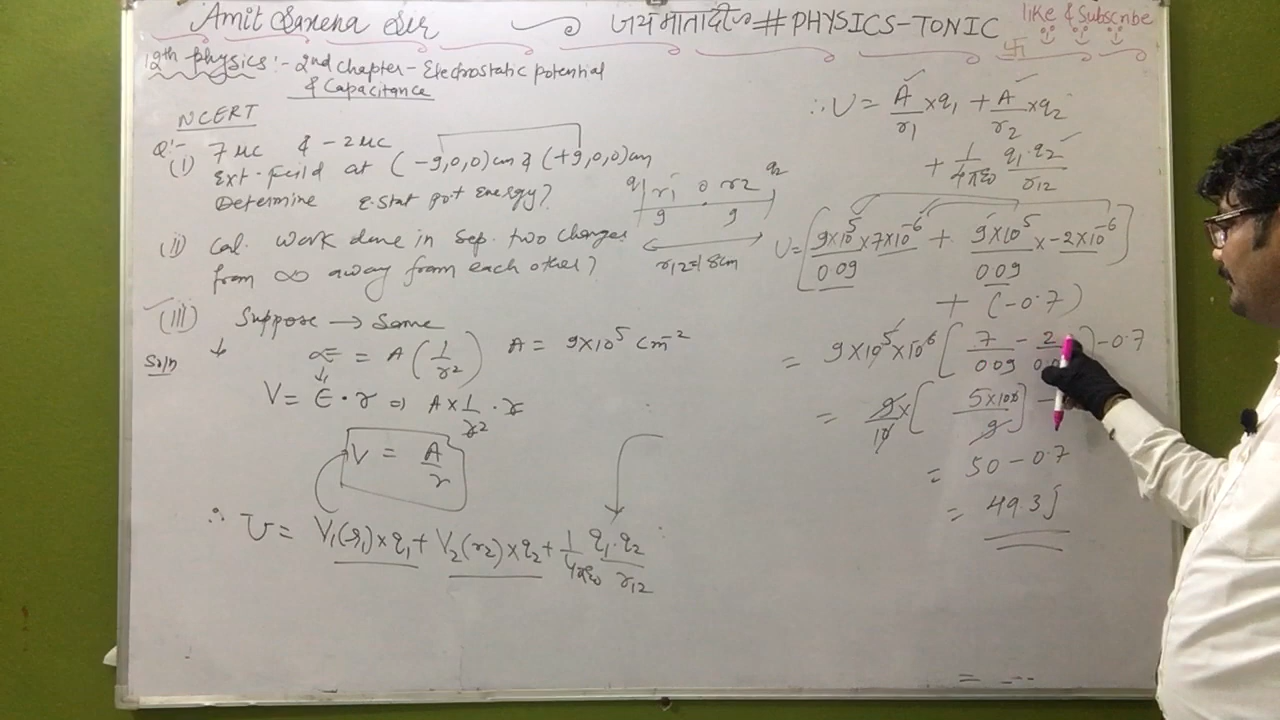 Amit Saxena Sir
जय माता दी
#PHYSICS-TONIC
like & Subscribe
12th physics :- 2nd chapter - Electrostatic potential
& Capacitance
NCERT
Q:-
(i) 7 μc & -2 μc
Ext. feild at (-9,0,0)cm & (+9,0,0)cm
Determine E.stat pot energy?
q1 r1 o r2 q2
9 9
r12=18cm
(ii) Cal. work done in sep. two charges
from ∞ away from each other?
(iii) Suppose → Same
Soln
E = A(1/r²) A = 9×10⁵ cm⁻²
V = E·r ⇒ A×1/r²·r
V = A/r
∴ U = V1(r1)×q1 + V2(r2)×q2 + 1/4πε0 q1·q2/r12
∴ U = A/r1 ×q1 + A/r2 ×q2
+ 1/4πε0 q1·q2/r12
U = [9×10⁵×7×10⁻⁶/0.09 + 9×10⁵×-2×10⁻⁶/0.09]
+ (-0.7)
= 9×10⁵×10⁻⁶ [7/0.09 - 2/0.0
-0.7
= 9/10 × [5×100/9] -
= 50 - 0.7
= 49.3 J
= ---